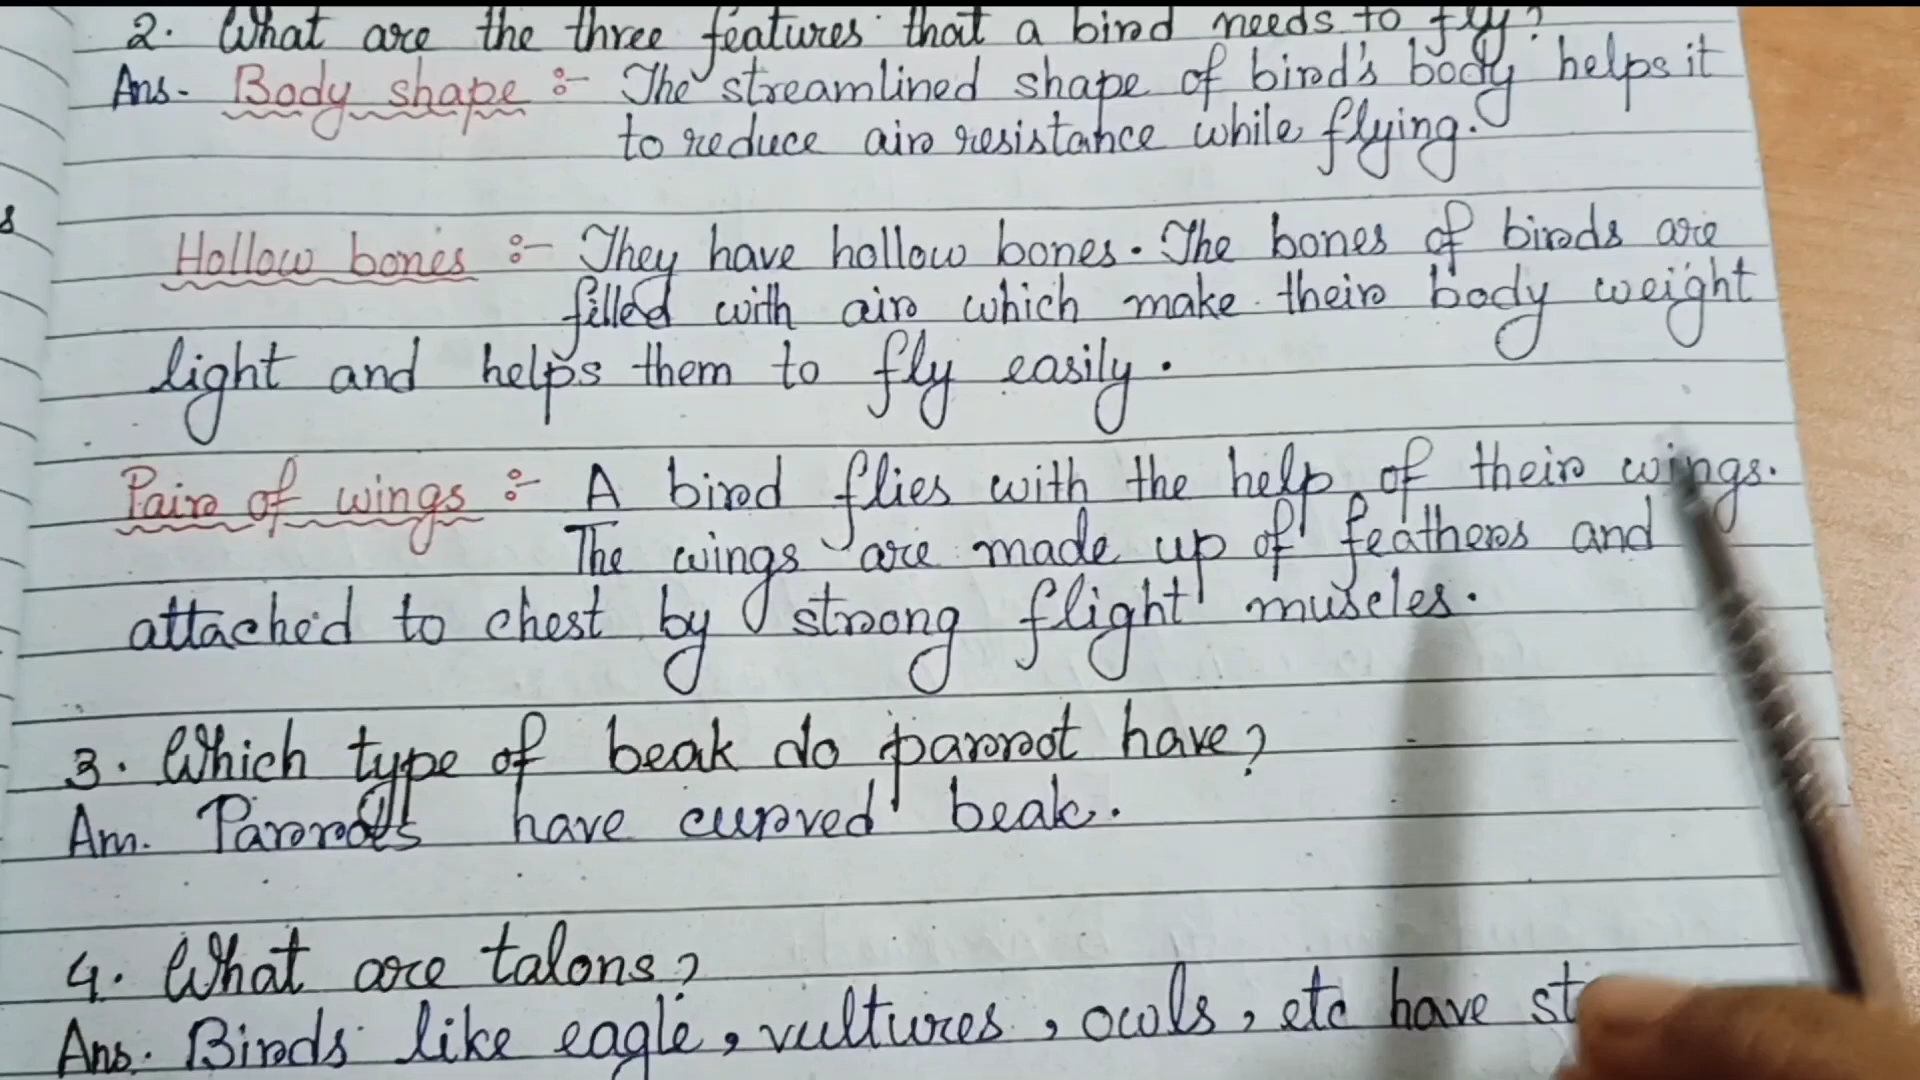 2. What are the three features that a bird needs to fly?
Ans. Body shape :- The streamlined shape of bird's body helps it
to reduce air resistance while flying.
Hollow bones :- They have hollow bones. The bones of birds are
filled with air which make their body weight
light and helps them to fly easily.
Pair of wings :- A bird flies with the help of their wings.
The wings are made up of feathers and
attached to chest by strong flight muscles.
3. Which type of beak do parrot have?
Ans. Parrots have curved beak.
4. What are talons?
Ans. Birds like eagle, vultures, owls, etc have